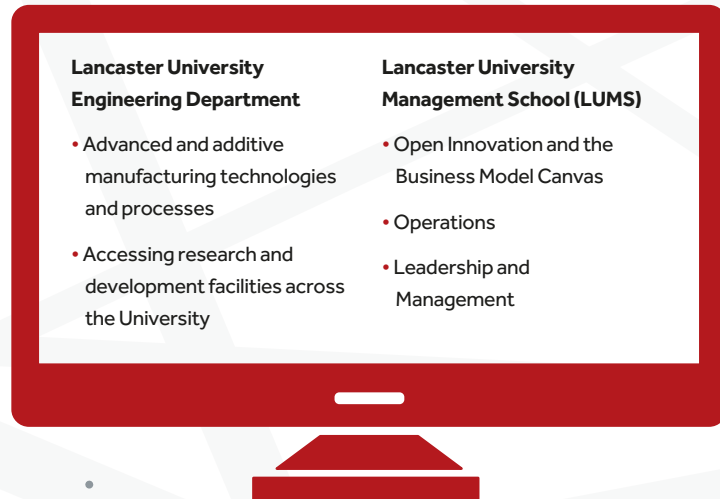 Lancaster University
Engineering Department
• Advanced and additive
manufacturing technologies
and processes
• Accessing research and
development facilities across
the University
Lancaster University
Management School (LUMS)
• Open Innovation and the
Business Model Canvas
• Operations
• Leadership and
Management